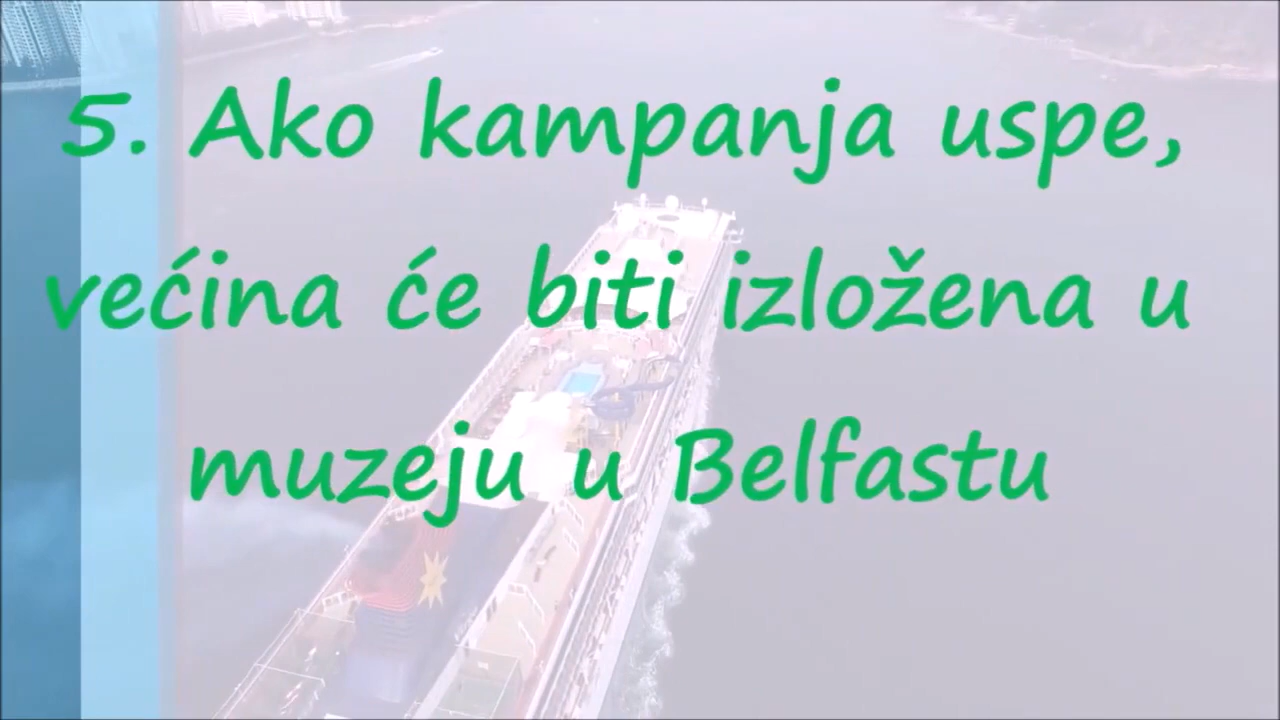 5. Ako kampanja uspe,
većina će biti izložena u
muzeju u Belfastu